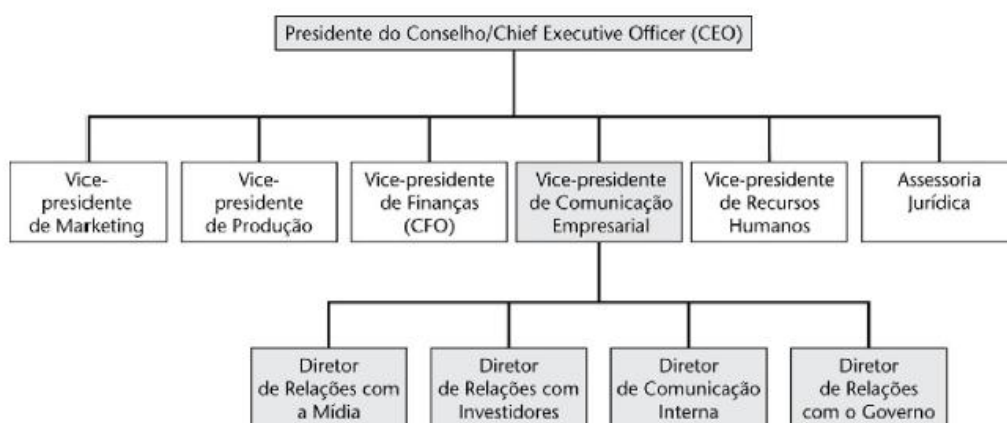 Presidente do Conselho/Chief Executive Officer (CEO)
Vice-
presidente
de Marketing
Vice-
presidente
de Produção
Vice-presidente
de Finanças
(CFO)
Vice-presidente
de Comunicação
Empresarial
Vice-presidente
de Recursos
Humanos
Assessoria
Jurídica
Diretor
de Relações com
a Mídia
Diretor
de Relações com
Investidores
Diretor
de Comunicação
Interna
Diretor
de Relações
com o Governo